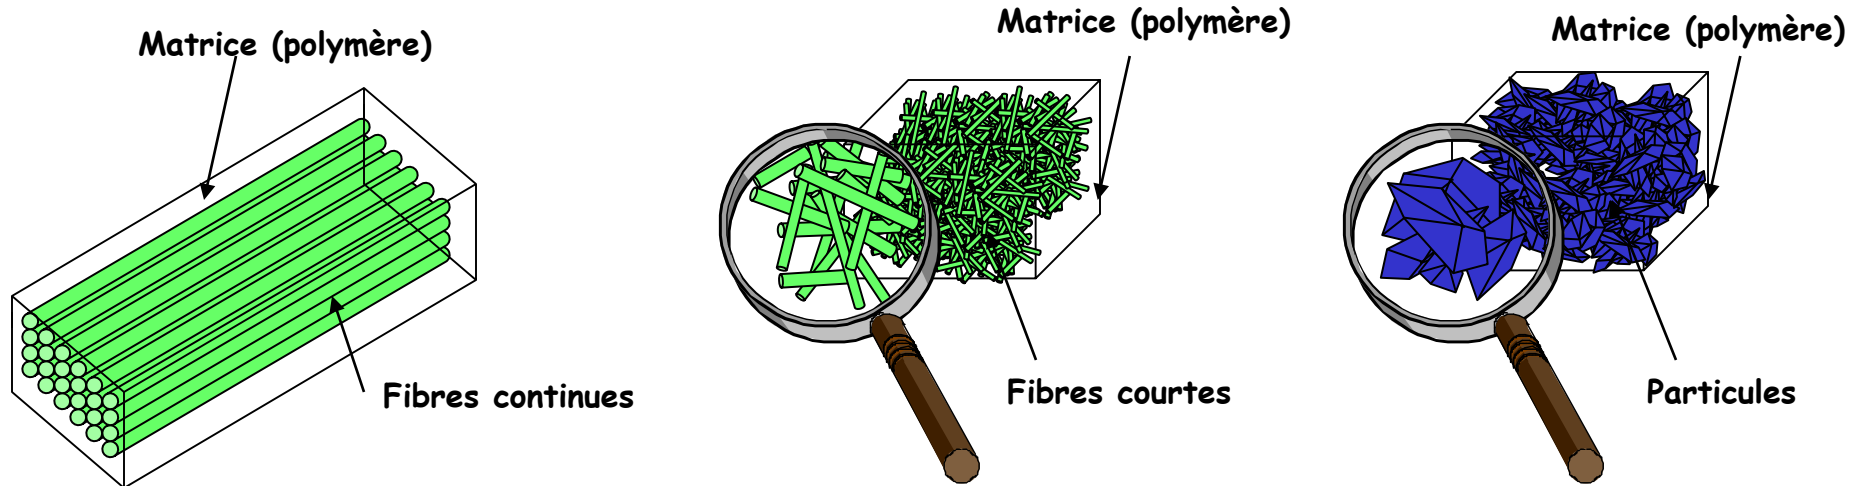 Matrice (polymère)
Matrice (polymère)
Matrice (polymère)
Fibres continues
Fibres courtes
Particules